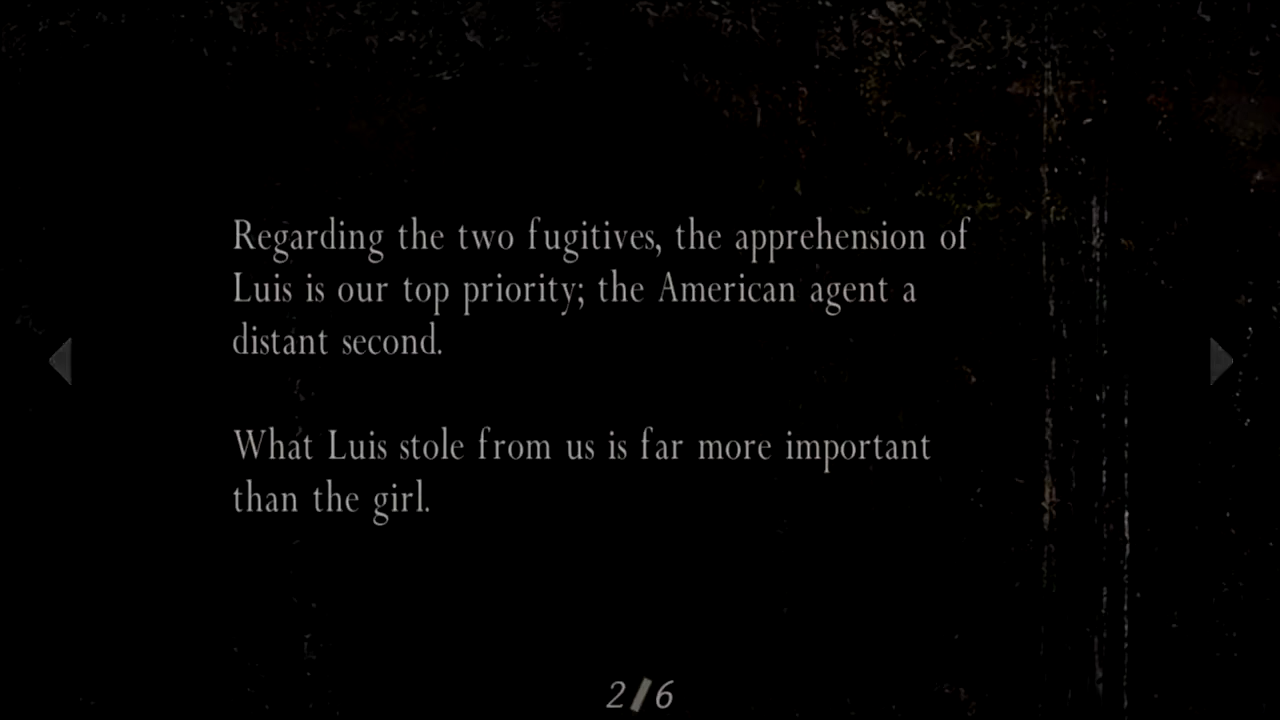 Regarding the two fugitives, the apprehension of
Luis is our top priority; the American agent a
distant second.
What Luis stole from us is far more important
than the girl.
2/6